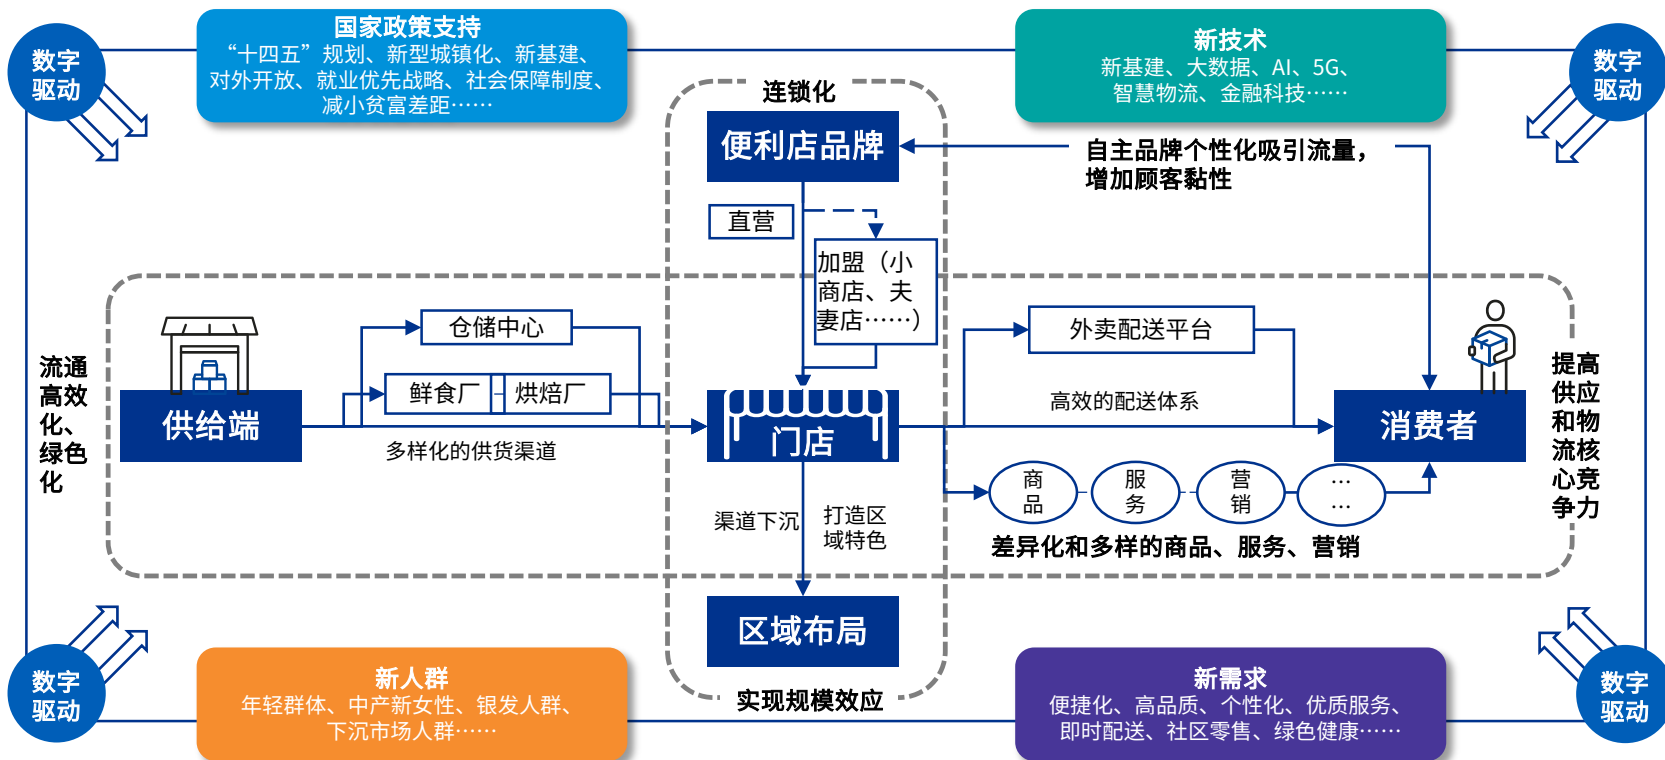 数字
驱动
国家政策支持
“十四五”规划、新型城镇化、新基建、
对外开放、就业优先战略、社会保障制度、
减小贫富差距……
新技术
新基建、大数据、AI、5G、
智慧物流、金融科技……
数字
驱动
连锁化
便利店品牌
自主品牌个性化吸引流量，
增加顾客黏性
直营
加盟（小
商店、夫
妻店……）
仓储中心
鲜食厂
烘焙厂
外卖配送平台
流通
高效
化、
绿色
化
供给端
多样化的供货渠道
门店
高效的配送体系
消费者
提高
供应
和物
流核
心竞
争力
商
品
服
务
营
销
…
…
差异化和多样的商品、服务、营销
渠道下沉
打造区
域特色
区域布局
实现规模效应
数字
驱动
新人群
年轻群体、中产新女性、银发人群、
下沉市场人群……
新需求
便捷化、高品质、个性化、优质服务、
即时配送、社区零售、绿色健康……
数字
驱动